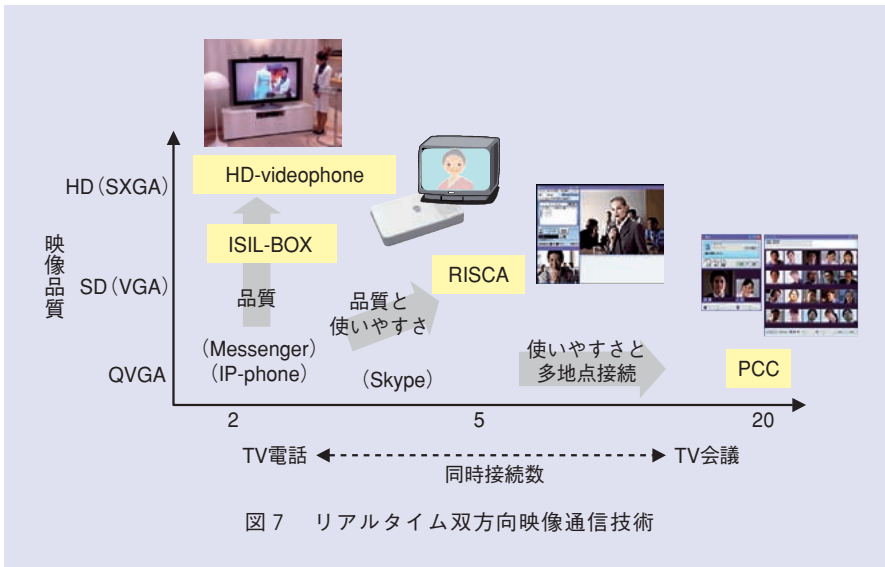 HD(SXGA)
HD-videophone
ISIL-BOX
映像品質
SD(VGA)
RISCA
品質
品質と
使いやすさ
(Messenger)
(IP-phone)
(Skype)
使いやすさと
多地点接続
PCC
QVGA
2
5
20
TV電話
TV会議
同時接続数
図7 リアルタイム双方向映像通信技術